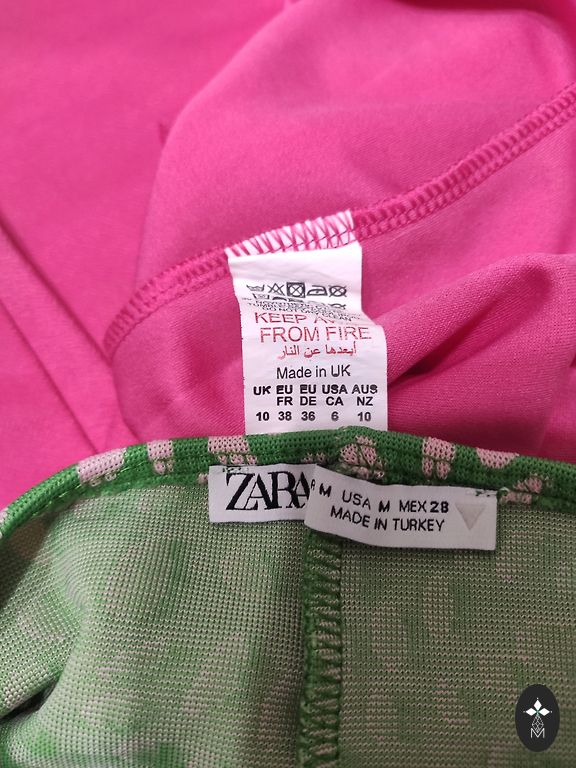 KEEP AWAY
FROM FIRE
أبعدها عن النار
Made in UK
UK EU EU USA AUS
FR DE CA NZ
10 38 36 6 10
ZARA
M USA M MEX 28
MADE IN TURKEY
M